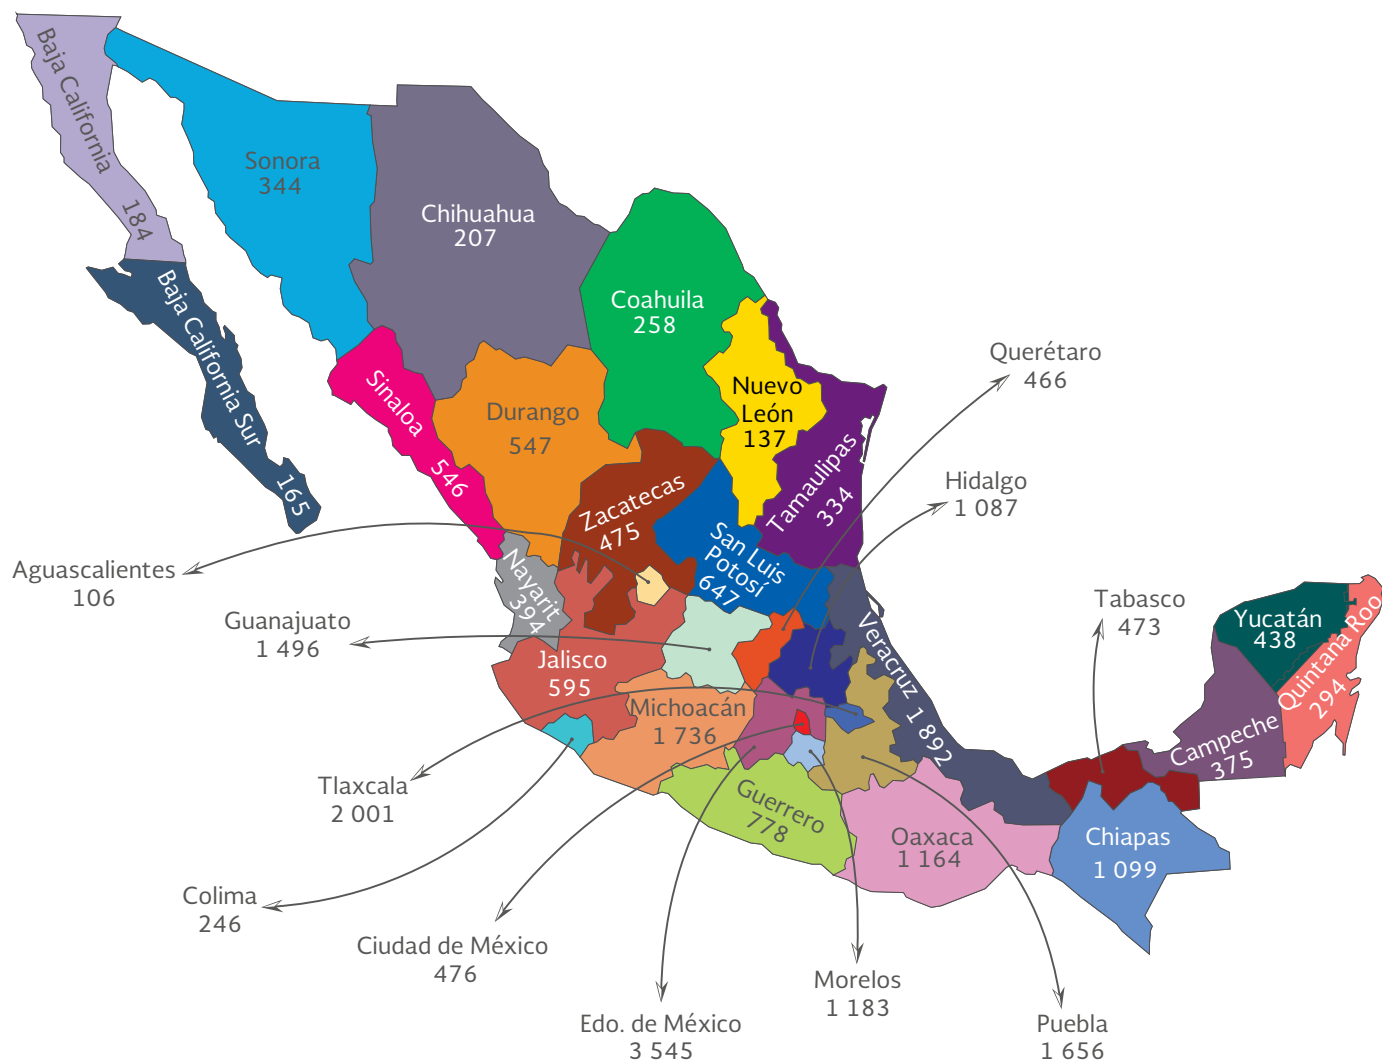 Baja California
184
Sonora
344
Chihuahua
207
Coahuila
258
Baja California Sur
165
Sinaloa
546
Durango
547
Nuevo
León
137
Tamaulipas
334
Querétaro
466
Hidalgo
1 087
Zacatecas
475
San Luis
Potosí
647
Aguascalientes
106
Nayarit
394
Guanajuato
1 496
Jalisco
595
Michoacán
1 736
Veracruz 1 892
Tabasco
473
Yucatán
438
Quintana Roo
294
Campeche
375
Tlaxcala
2 001
Guerrero
778
Oaxaca
1 164
Chiapas
1 099
Colima
246
Ciudad de México
476
Morelos
1 183
Edo. de México
3 545
Puebla
1 656